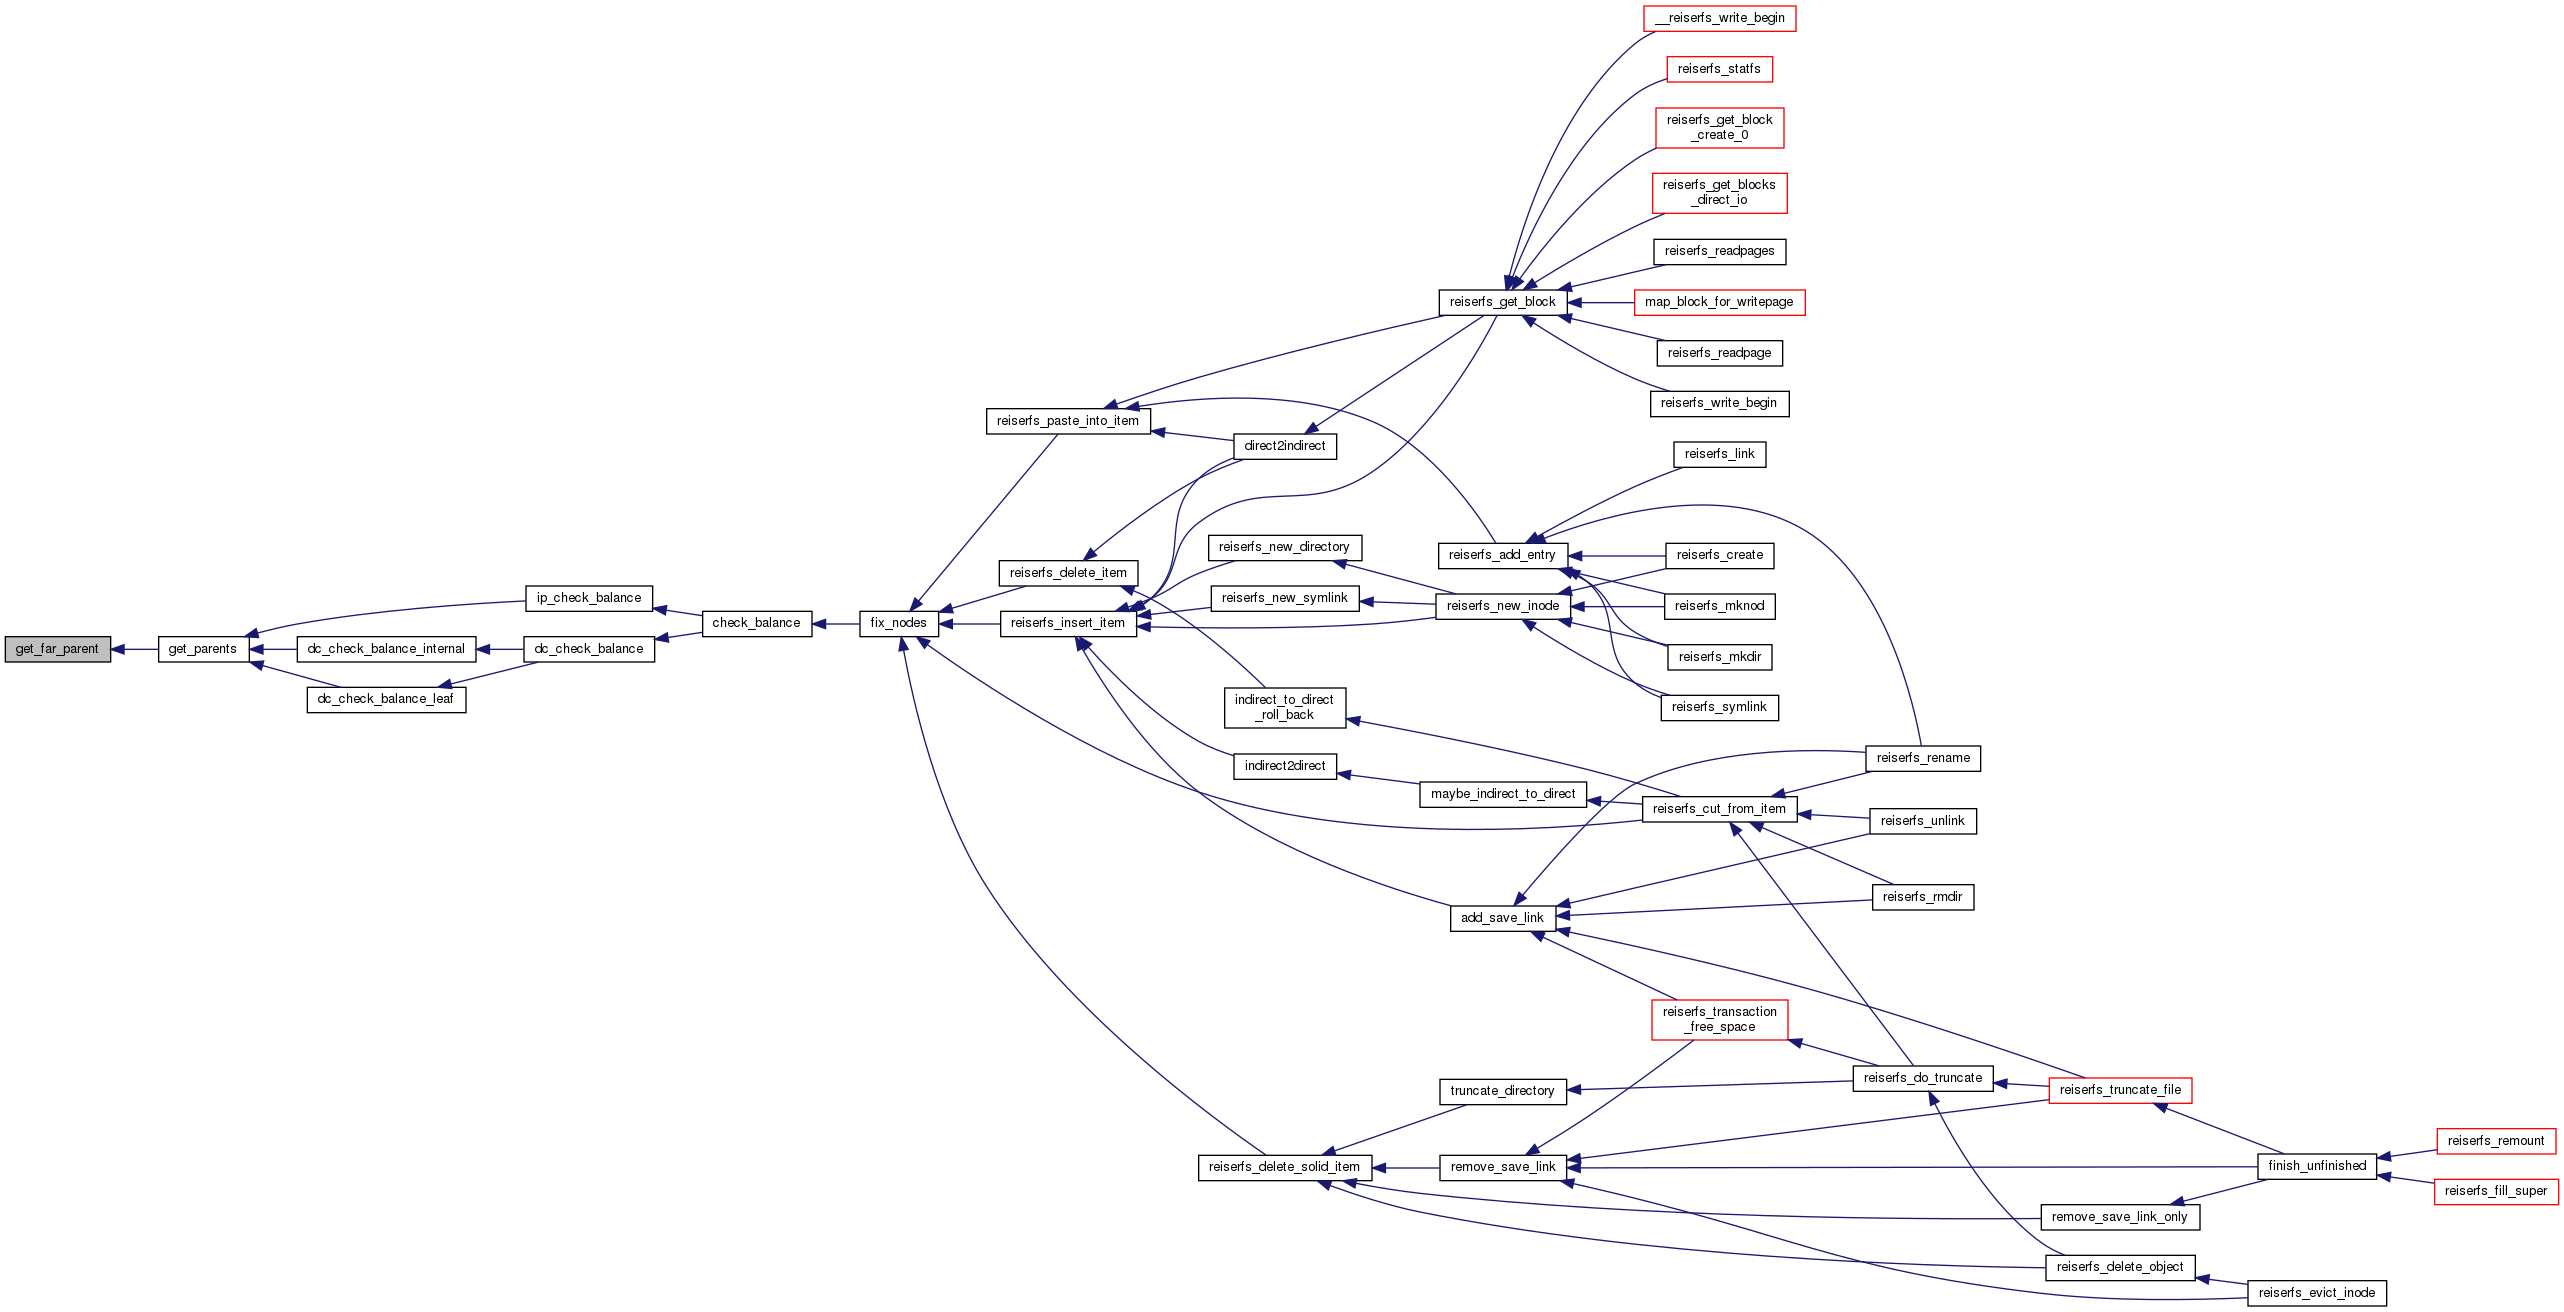 __reiserfs_write_begin
reiserfs_statfs
reiserfs_get_block
_create_0
reiserfs_get_blocks
_direct_io
reiserfs_readpages
reiserfs_get_block
map_block_for_writepage
reiserfs_readpage
reiserfs_write_begin
reiserfs_paste_into_item
direct2indirect
reiserfs_link
reiserfs_new_directory
reiserfs_add_entry
reiserfs_create
reiserfs_delete_item
ip_check_balance
reiserfs_new_symlink
reiserfs_new_inode
reiserfs_mknod
check_balance
fix_nodes
reiserfs_insert_item
get_far_parent
get_parents
dc_check_balance_internal
dc_check_balance
reiserfs_mkdir
dc_check_balance_leaf
indirect_to_direct
_roll_back
reiserfs_symlink
reiserfs_rename
indirect2direct
maybe_indirect_to_direct
reiserfs_cut_from_item
reiserfs_unlink
reiserfs_rmdir
add_save_link
reiserfs_transaction
_free_space
reiserfs_do_truncate
truncate_directory
reiserfs_truncate_file
reiserfs_remount
reiserfs_delete_solid_item
remove_save_link
finish_unfinished
reiserfs_fill_super
remove_save_link_only
reiserfs_delete_object
reiserfs_evict_inode